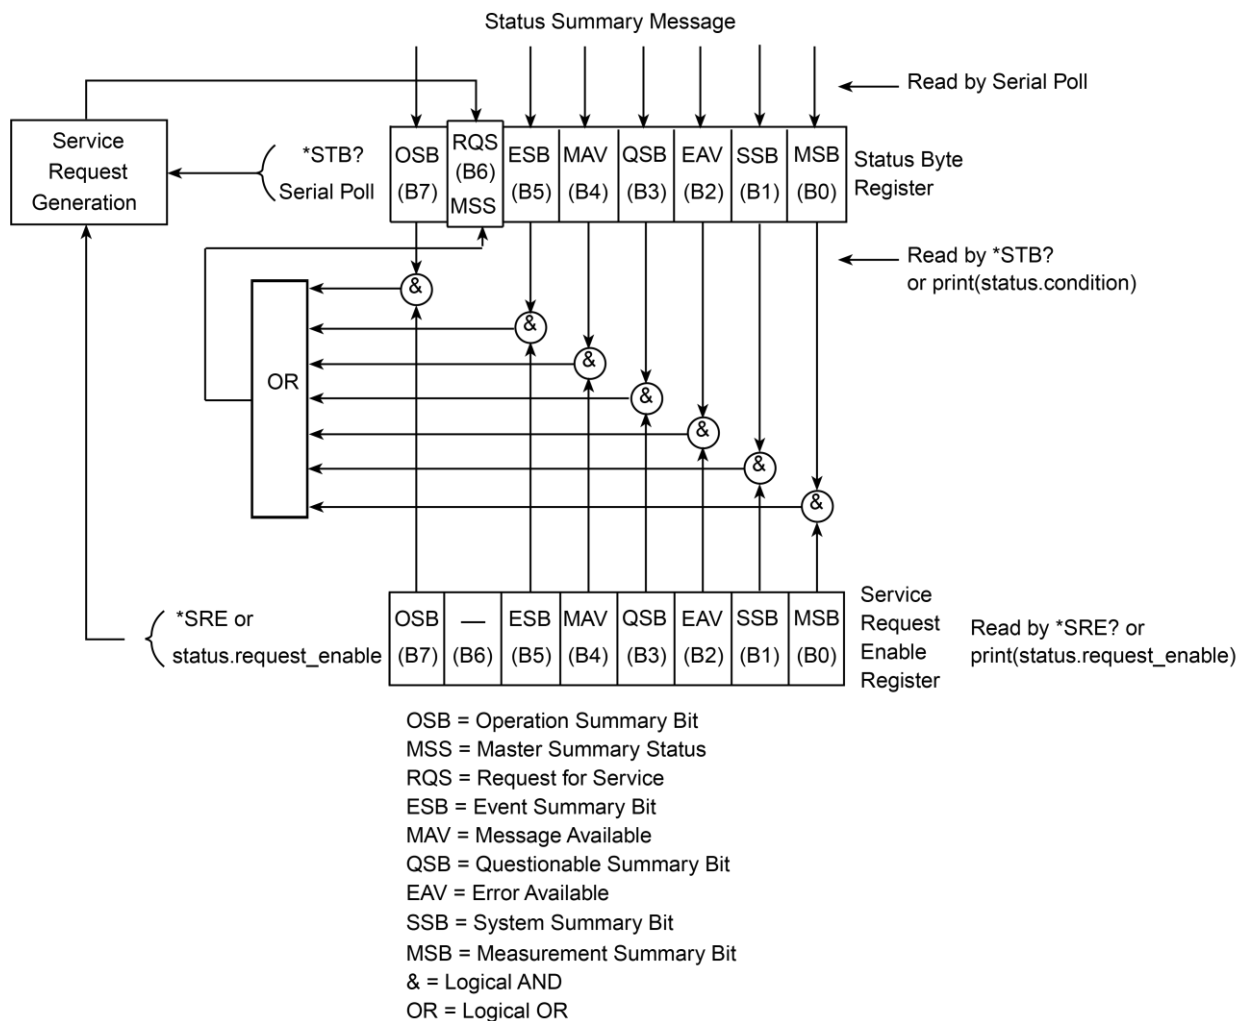 Status Summary Message
Read by Serial Poll
Service
Request
Generation
*STB?
Serial Poll
OSB
(B7)
RQS
(B6)
MSS
ESB
(B5)
MAV
(B4)
QSB
(B3)
EAV
(B2)
SSB
(B1)
MSB
(B0)
Status Byte
Register
Read by *STB?
or print(status.condition)
&
&
&
&
&
&
&
OR
*SRE or
status.request_enable
OSB
(B7)
—
(B6)
ESB
(B5)
MAV
(B4)
QSB
(B3)
EAV
(B2)
SSB
(B1)
MSB
(B0)
Service
Request
Enable
Register
Read by *SRE? or
print(status.request_enable)
OSB = Operation Summary Bit
MSS = Master Summary Status
RQS = Request for Service
ESB = Event Summary Bit
MAV = Message Available
QSB = Questionable Summary Bit
EAV = Error Available
SSB = System Summary Bit
MSB = Measurement Summary Bit
& = Logical AND
OR = Logical OR